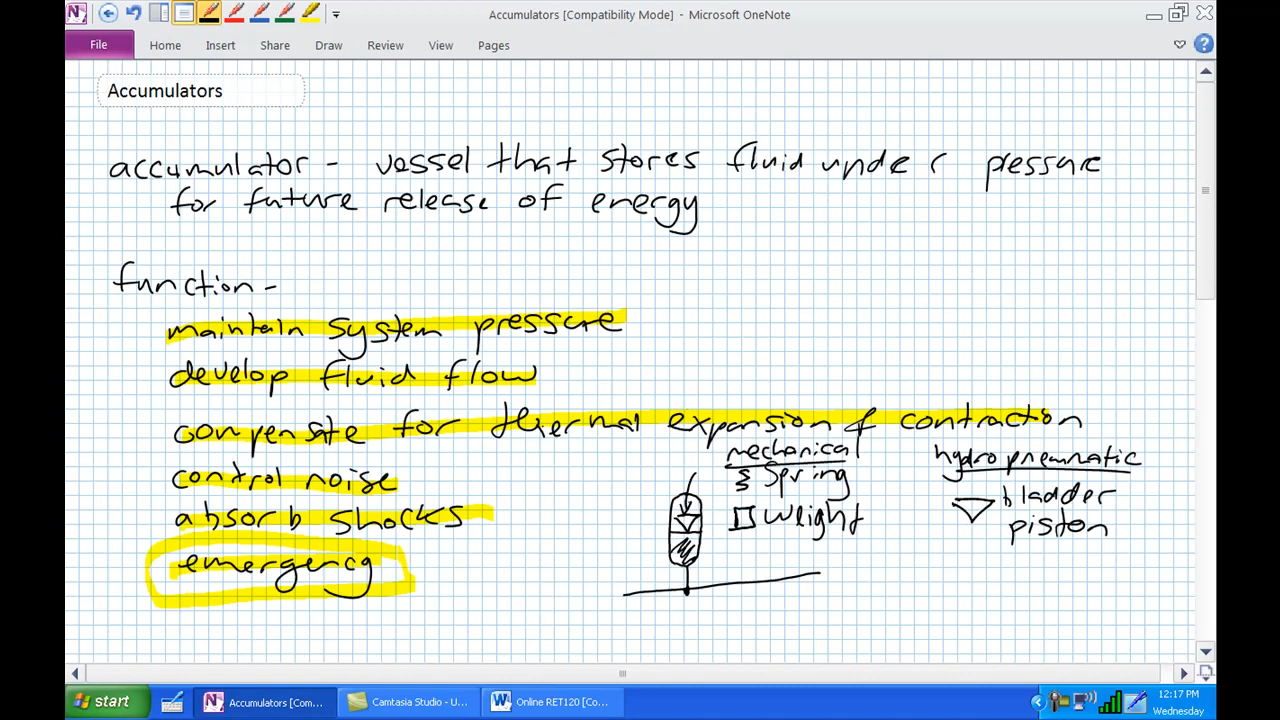 Accumulators [Compatibility Mode] - Microsoft OneNote
File Home Insert Share Draw Review View Pages
Accumulators
accumulator - vessel that stores fluid under pressure
for future release of energy
function -
maintain system pressure
develop fluid flow
compensate for thermal expansion & contraction
mechanical
Spring
Weight
hydropneumatic
bladder
piston
control noise
absorb shocks
emergency
start Accumulators [Com... Camtasia Studio - U... Online RET120 [Co... 12:17 PM
Wednesday